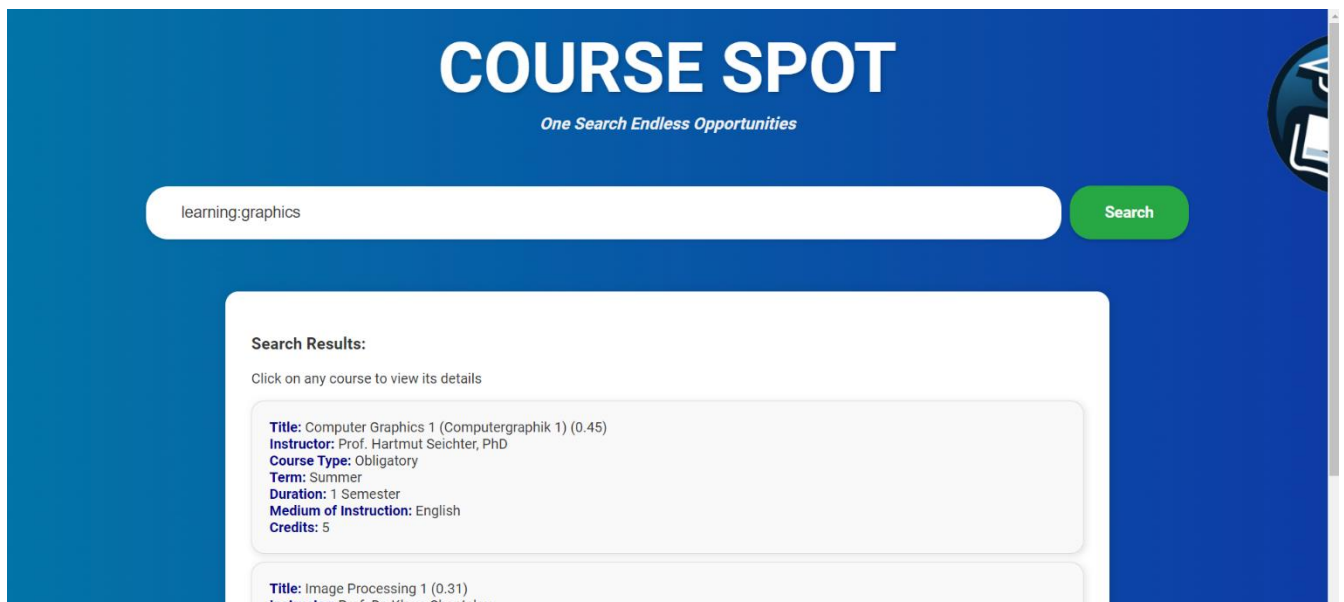 COURSE SPOT
One Search Endless Opportunities
learning:graphics
Search
Search Results:
Click on any course to view its details
Title: Computer Graphics 1 (Computergraphik 1) (0.45)
Instructor: Prof. Hartmut Seichter, PhD
Course Type: Obligatory
Term: Summer
Duration: 1 Semester
Medium of Instruction: English
Credits: 5
Title: Image Processing 1 (0.31)